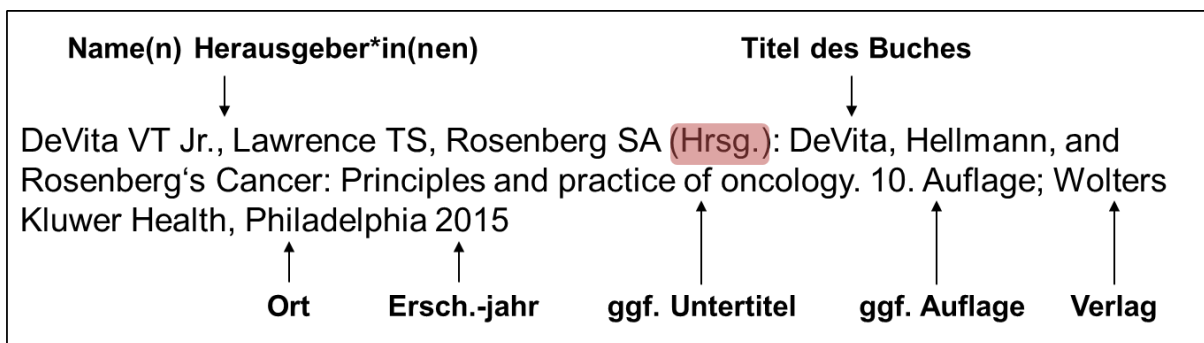 Name(n) Herausgeber*in(nen) Titel des Buches
DeVita VT Jr., Lawrence TS, Rosenberg SA (Hrsg.): DeVita, Hellmann, and
Rosenberg‘s Cancer: Principles and practice of oncology. 10. Auflage; Wolters
Kluwer Health, Philadelphia 2015
Ort Ersch.-jahr ggf. Untertitel ggf. Auflage Verlag